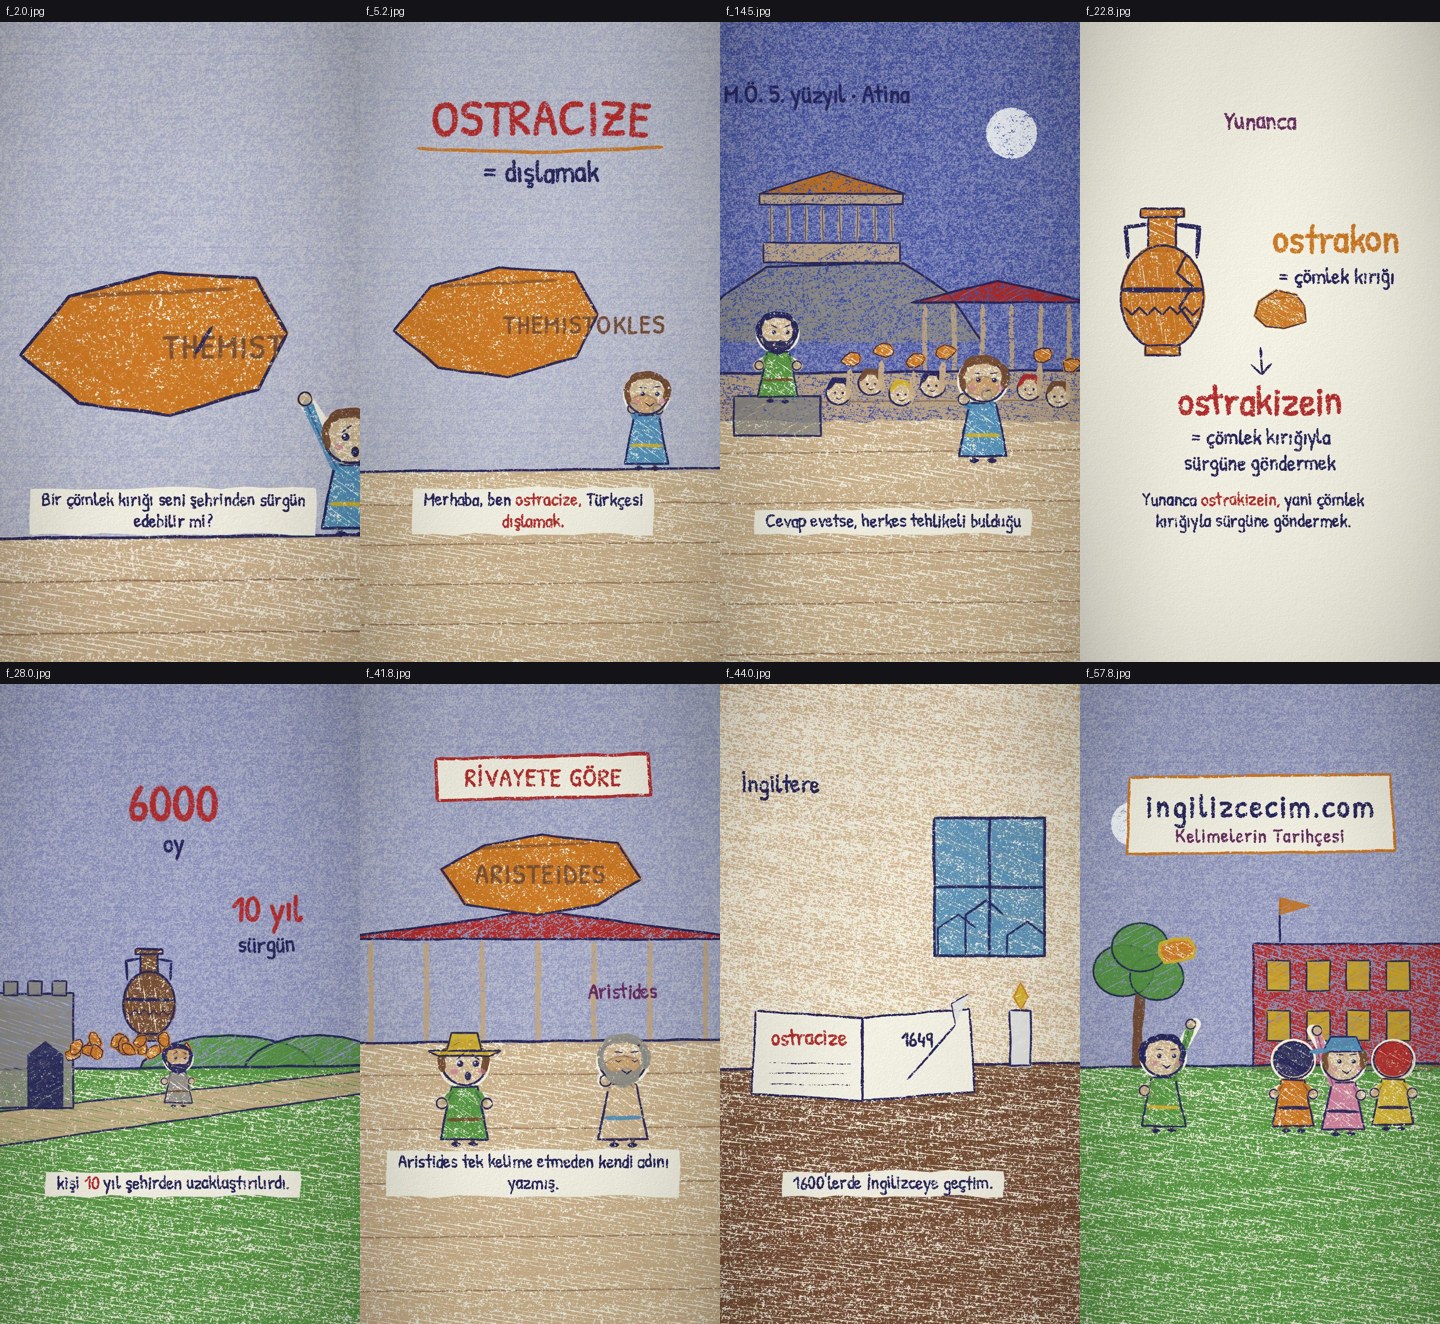 f_2.0.jpg
THEMIST
Bir çömlek kırığı seni şehrinden sürgün
edebilir mi?
f_5.2.jpg
OSTRACIZE
= dışlamak
THEMISTOKLES
Merhaba, ben ostracize, Türkçesi
dışlamak.
f_14.5.jpg
M.Ö. 5. yüzyıl · Atina
Cevap evetse, herkes tehlikeli bulduğu
f_22.8.jpg
Yunanca
ostrakon
= çömlek kırığı
ostrakizein
= çömlek kırığıyla
sürgüne göndermek
Yunanca ostrakizein, yani çömlek
kırığıyla sürgüne göndermek.
f_28.0.jpg
6000
oy
10 yıl
sürgün
kişi 10 yıl şehirden uzaklaştırılırdı.
f_41.8.jpg
RİVAYETE GÖRE
ARISTEIDES
Aristides
Aristides tek kelime etmeden kendi adını
yazmış.
f_44.0.jpg
İngiltere
ostracize
1649
1600'lerde İngilizceye geçtim.
f_57.8.jpg
ingilizcecim.com
Kelimelerin Tarihçesi